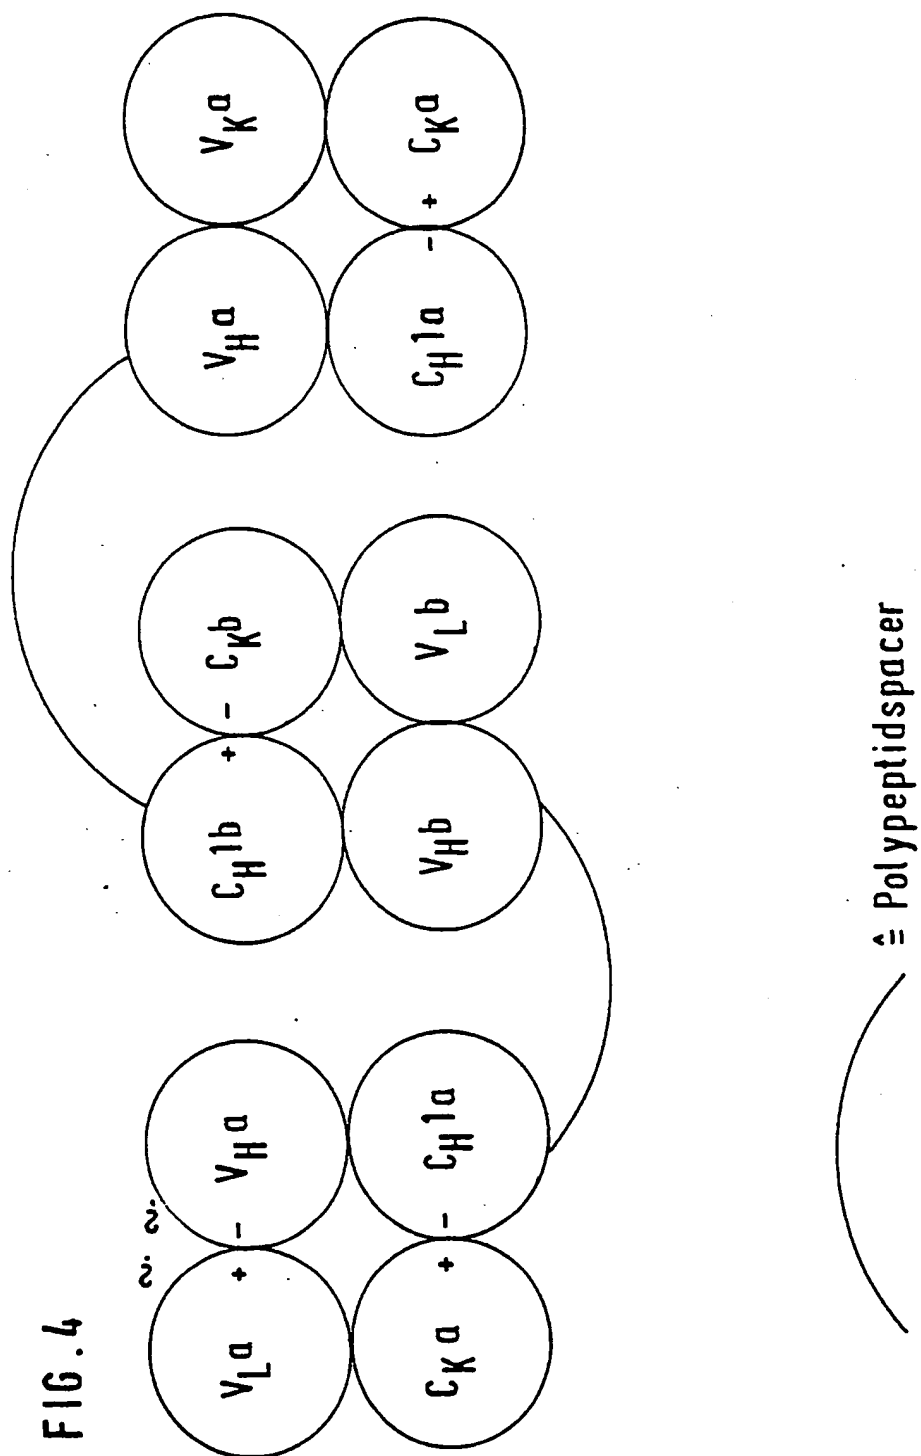 FIG.4
? ?
V_L a + - V_H a C_H 1b + - C_K b V_H a V_K a
C_K a + - C_H 1a V_H b V_L b C_H 1a - + C_K a
≙ Polypeptidspacer